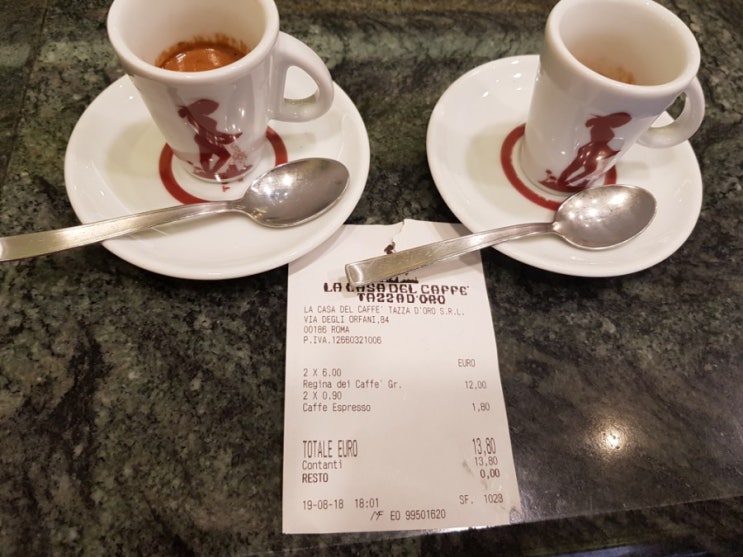 LA CASA DEL CAFFE'
TAZZA D'ORO
LA CASA DEL CAFFE' TAZZA D'ORO S.R.L.
VIA DEGLI ORFANI,84
00186 ROMA
P.IVA.12660321006
EURO
2 X 6.00
Regina dei Caffe' Gr. 12,00
2 X 0.90
Caffe Espresso 1,80
TOTALE EURO 13,80
Contanti 13,80
RESTO 0,00
19-08-18 18:01 SF. 1028
MF EO 99501620